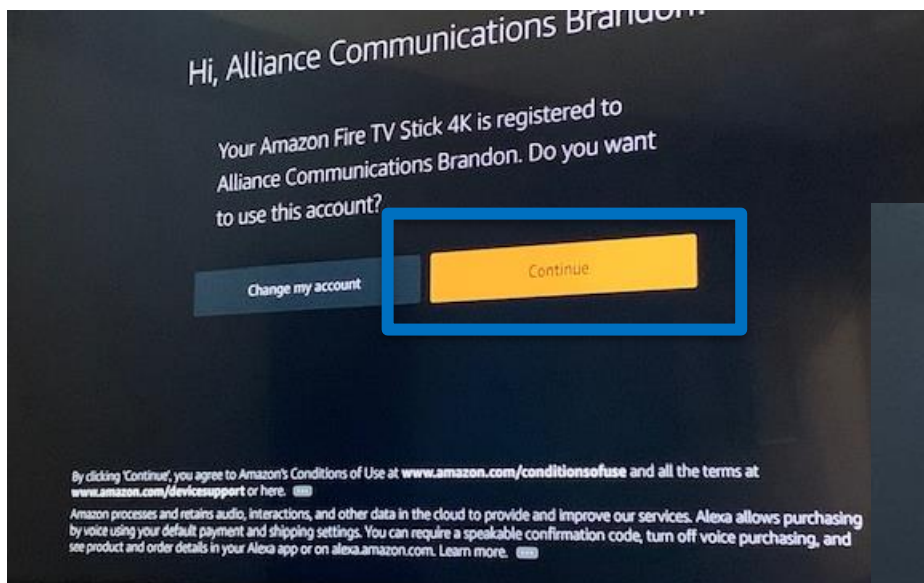 Hi, Alliance Communications Brandon!
Your Amazon Fire TV Stick 4K is registered to
Alliance Communications Brandon. Do you want
to use this account?
Change my account
Continue
By clicking 'Continue', you agree to Amazon's Conditions of Use at www.amazon.com/conditionsofuse and all the terms at
www.amazon.com/devicesupport or here.
Amazon processes and retains audio, interactions, and other data in the cloud to provide and improve our services. Alexa allows purchasing
by voice using your default payment and shipping settings. You can require a speakable confirmation code, turn off voice purchasing, and
see product and order details in your Alexa app or on alexa.amazon.com. Learn more.